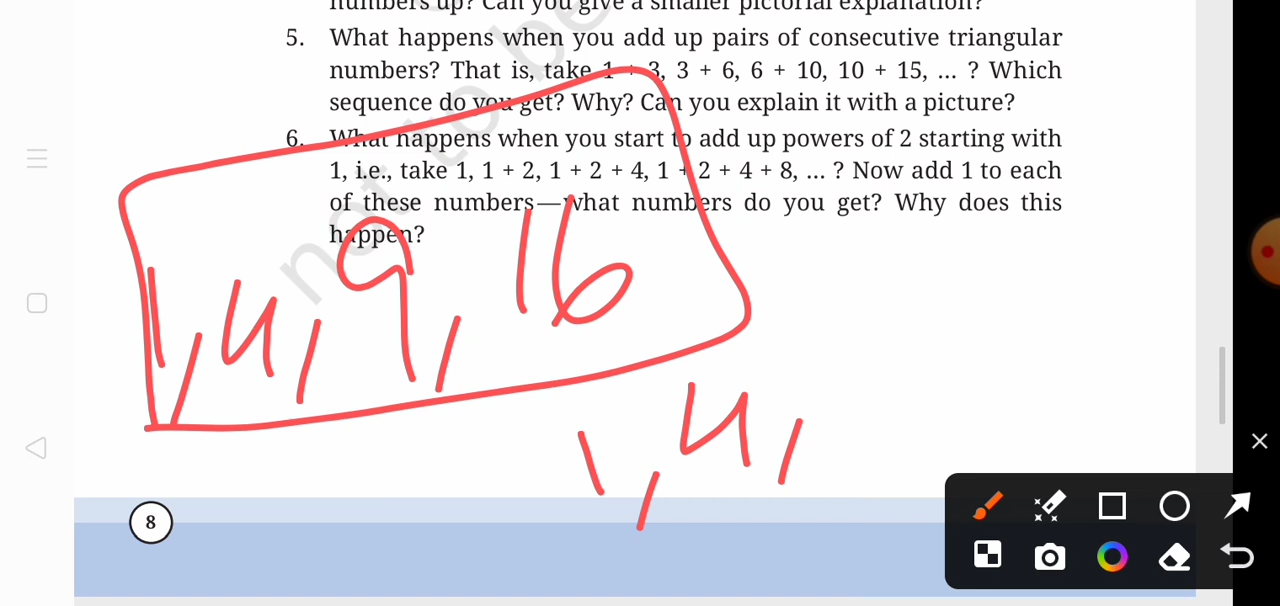 numbers up? Can you give a smaller pictorial explanation?
5. What happens when you add up pairs of consecutive triangular
numbers? That is, take 1 + 3, 3 + 6, 6 + 10, 10 + 15, ... ? Which
sequence do you get? Why? Can you explain it with a picture?
6. What happens when you start to add up powers of 2 starting with
1, i.e., take 1, 1 + 2, 1 + 2 + 4, 1 + 2 + 4 + 8, ... ? Now add 1 to each
of these numbers—what numbers do you get? Why does this
happen?
not to be
1, 4, 9, 16
1, 4,
8